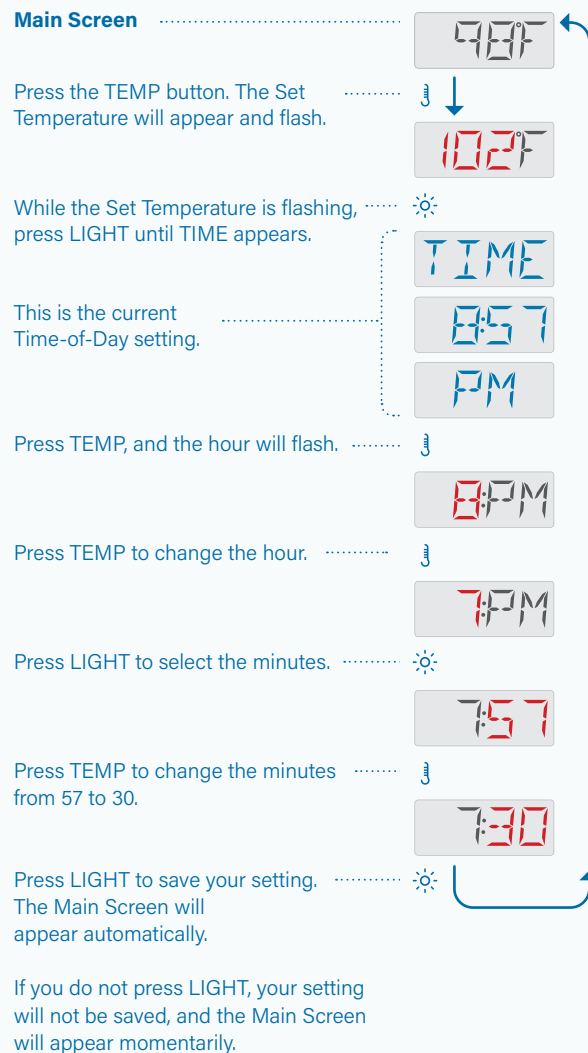 Main Screen
98°F
Press the TEMP button. The Set
Temperature will appear and flash.
102°F
While the Set Temperature is flashing,
press LIGHT until TIME appears.
TIME
This is the current
Time-of-Day setting.
8:57
PM
Press TEMP, and the hour will flash.
8:PM
Press TEMP to change the hour.
7:PM
Press LIGHT to select the minutes.
7:57
Press TEMP to change the minutes
from 57 to 30.
7:30
Press LIGHT to save your setting.
The Main Screen will
appear automatically.
If you do not press LIGHT, your setting
will not be saved, and the Main Screen
will appear momentarily.